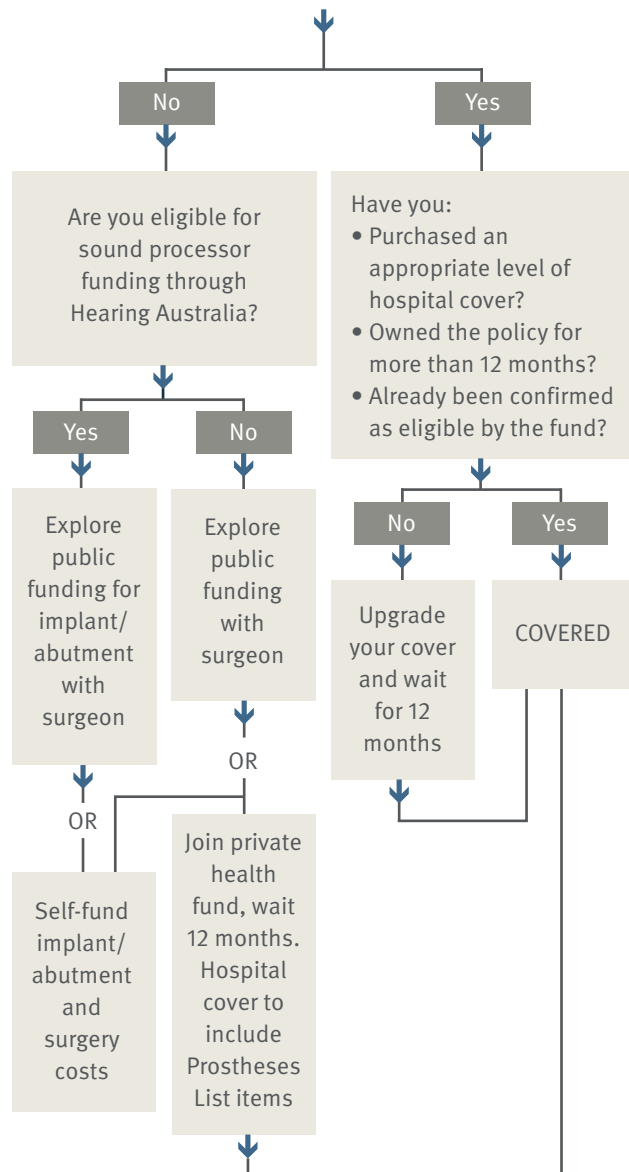 No
Yes
Are you eligible for
sound processor
funding through
Hearing Australia?
Have you:
• Purchased an
appropriate level of
hospital cover?
• Owned the policy for
more than 12 months?
• Already been confirmed
as eligible by the fund?
Yes
No
No
Yes
Explore
public
funding for
implant/
abutment
with
surgeon
Explore
public
funding
with
surgeon
Upgrade
your cover
and wait
for 12
months
COVERED
OR
OR
Self-fund
implant/
abutment
and
surgery
costs
Join private
health
fund, wait
12 months.
Hospital
cover to
include
Prostheses
List items